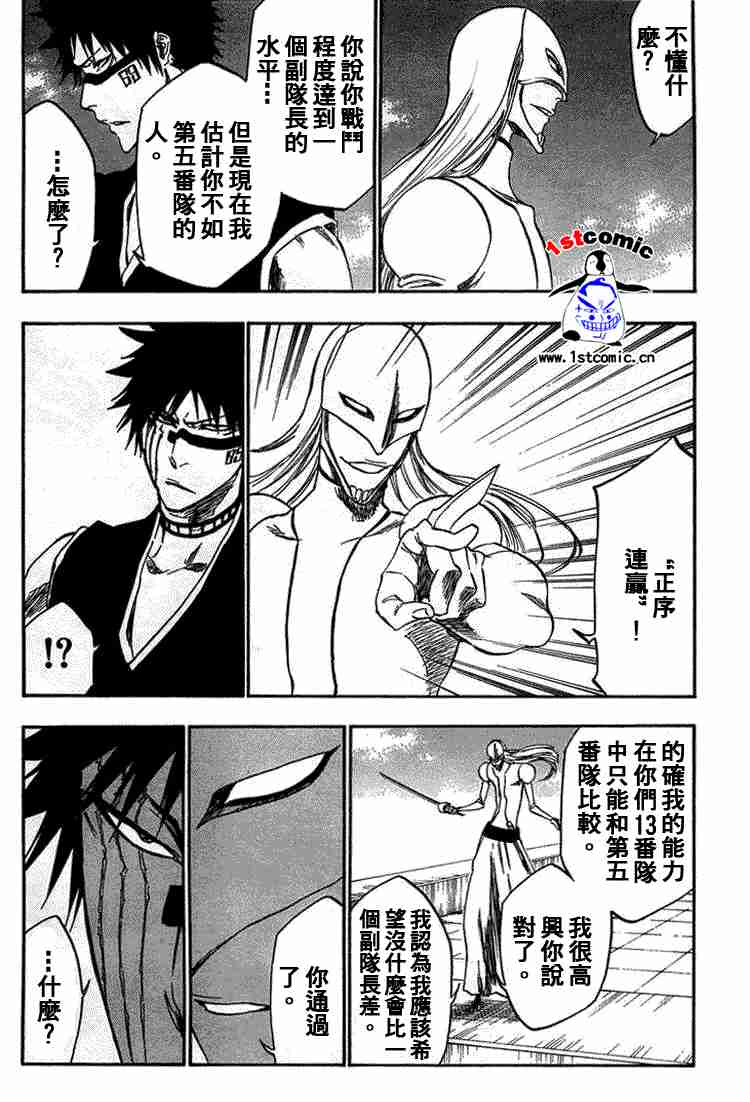 不懂什
麼？
你說你戰鬥
程度達到一
個副隊長的
水平…
但是現在我
估計你不如
第五番隊的
人。
…怎麼了？
69
1stcomic
www.1stcomic.cn
“正序
連贏”！
!?
的確我的能力
在你們13番隊
中只能和第五
番隊比較。
我很高
興你說
對了。
我認為我應該希
望沒什麼會比一
個副隊長差。
你通過
了。
…什麼？